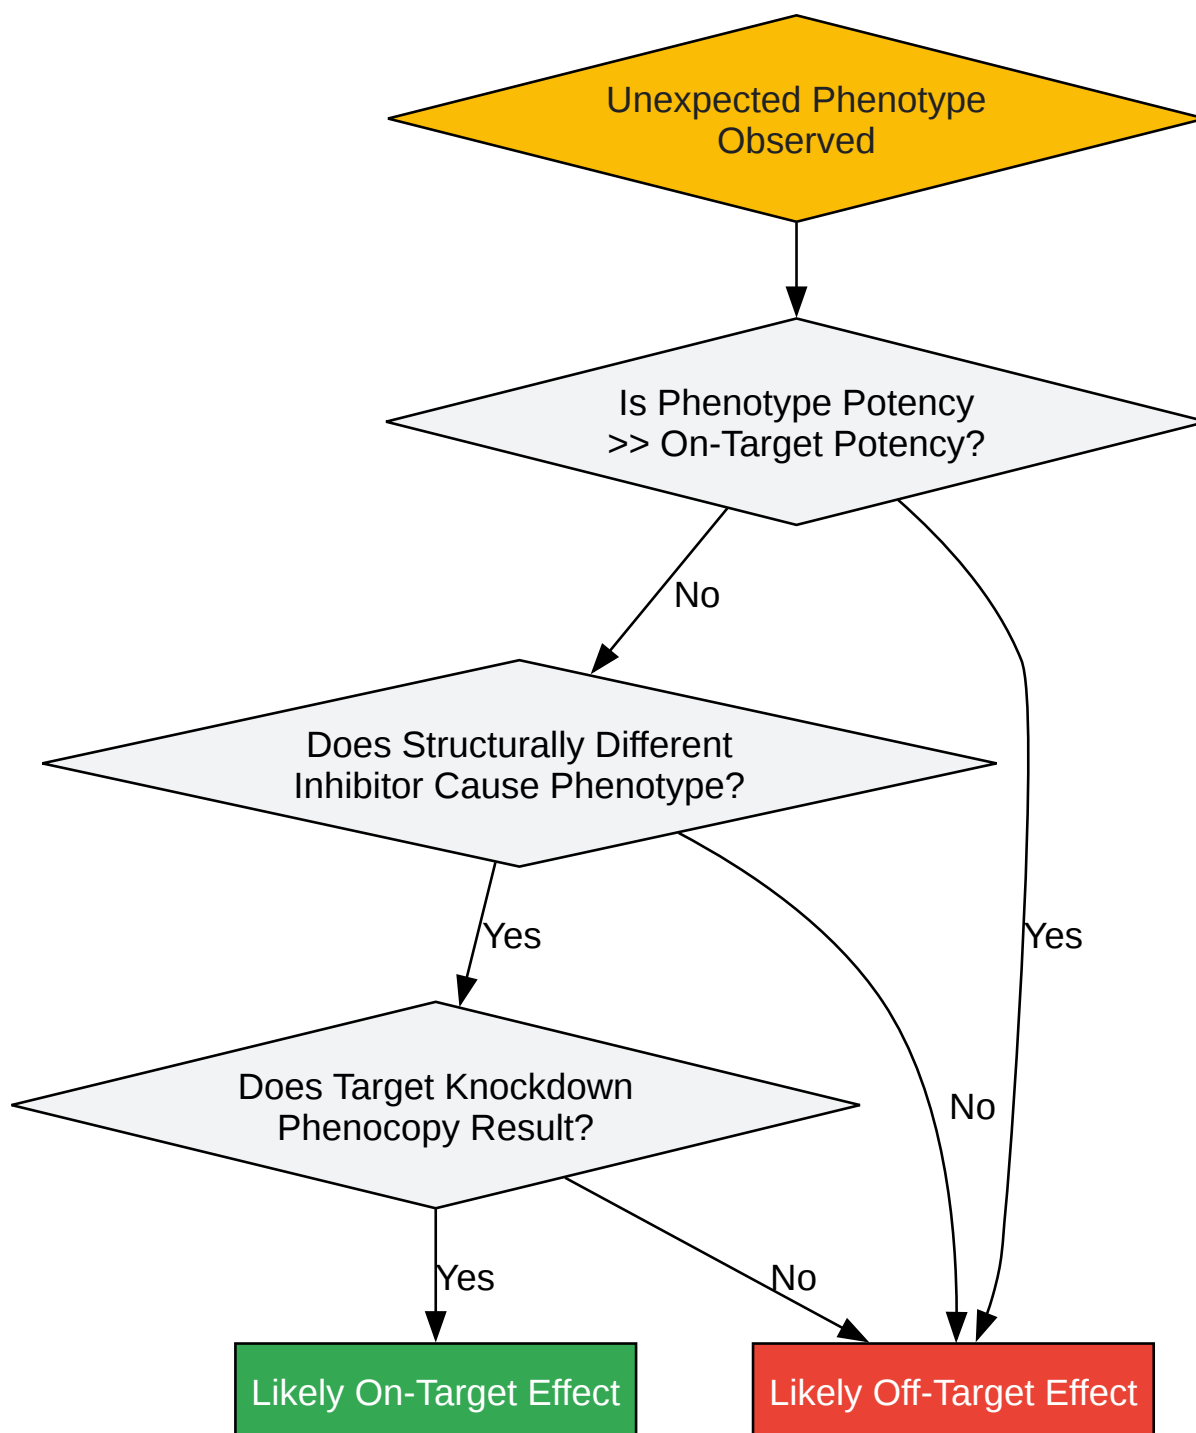 Unexpected Phenotype
Observed
Is Phenotype Potency
>> On-Target Potency?
No
Does Structurally Different
Inhibitor Cause Phenotype?
Yes
Yes
Does Target Knockdown
Phenocopy Result?
No
Yes
No
Likely On-Target Effect
Likely Off-Target Effect